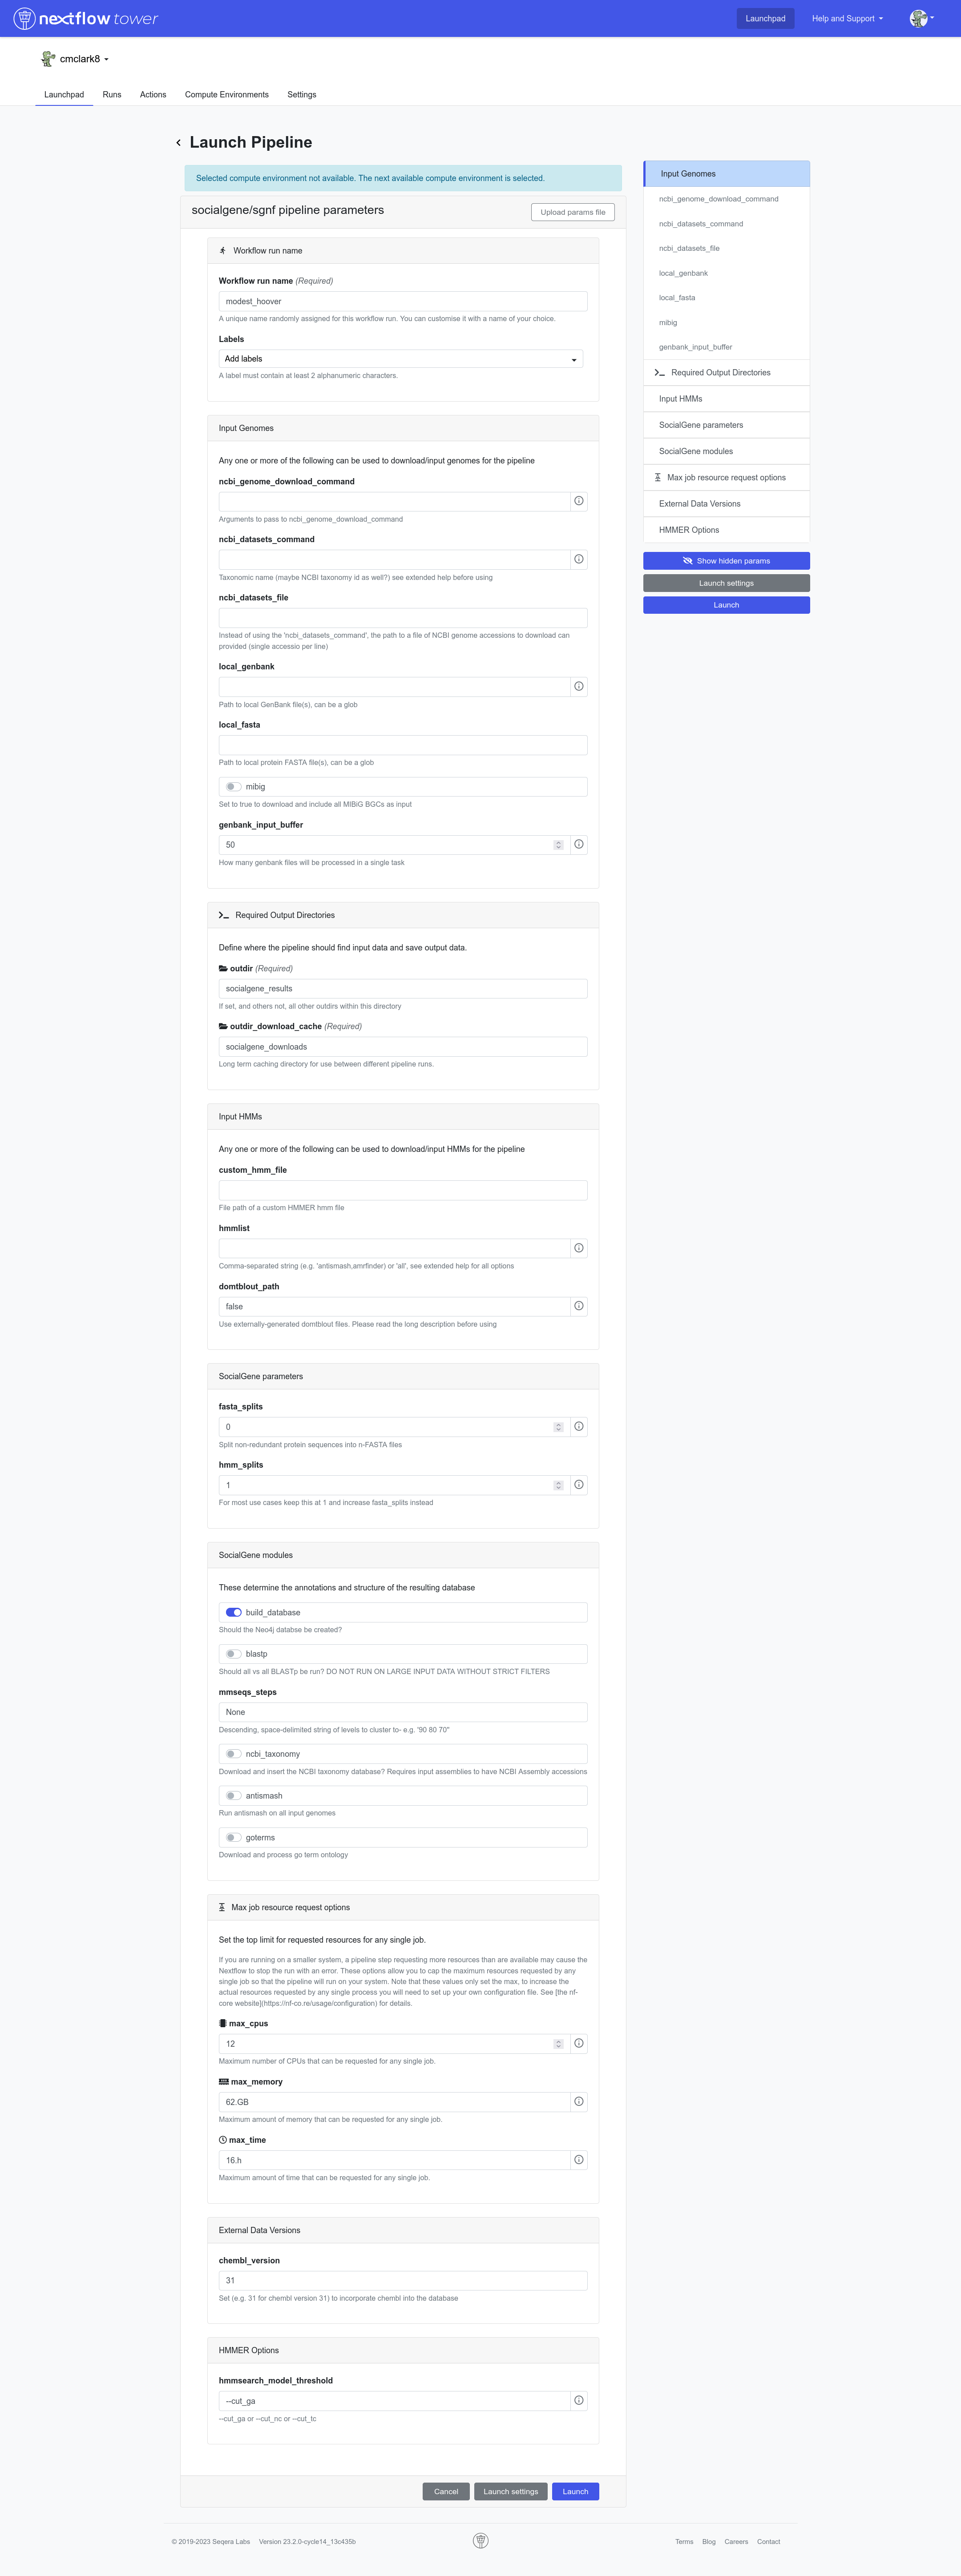 nextflow tower
Launchpad
Help and Support
cmclark8
Launchpad
Runs
Actions
Compute Environments
Settings
Launch Pipeline
Selected compute environment not available. The next available compute environment is selected.
socialgene/sgnf pipeline parameters
Upload params file
Workflow run name
Workflow run name (Required)
modest_hoover
A unique name randomly assigned for this workflow run. You can customise it with a name of your choice.
Labels
Add labels
A label must contain at least 2 alphanumeric characters.
Input Genomes
Any one or more of the following can be used to download/input genomes for the pipeline
ncbi_genome_download_command
Arguments to pass to ncbi_genome_download_command
ncbi_datasets_command
Taxonomic name (maybe NCBI taxonomy id as well?) see extended help before using
ncbi_datasets_file
Instead of using the 'ncbi_datasets_command', the path to a file of NCBI genome accessions to download can
provided (single accessio per line)
local_genbank
Path to local GenBank file(s), can be a glob
local_fasta
Path to local protein FASTA file(s), can be a glob
mibig
Set to true to download and include all MIBiG BGCs as input
genbank_input_buffer
50
How many genbank files will be processed in a single task
Required Output Directories
Define where the pipeline should find input data and save output data.
outdir (Required)
socialgene_results
If set, and others not, all other outdirs within this directory
outdir_download_cache (Required)
socialgene_downloads
Long term caching directory for use between different pipeline runs.
Input HMMs
Any one or more of the following can be used to download/input HMMs for the pipeline
custom_hmm_file
File path of a custom HMMER hmm file
hmmlist
Comma-separated string (e.g. 'antismash,amrfinder) or 'all', see extended help for all options
domtblout_path
false
Use externally-generated domtblout files. Please read the long description before using
SocialGene parameters
fasta_splits
0
Split non-redundant protein sequences into n-FASTA files
hmm_splits
1
For most use cases keep this at 1 and increase fasta_splits instead
SocialGene modules
These determine the annotations and structure of the resulting database
build_database
Should the Neo4j databse be created?
blastp
Should all vs all BLASTp be run? DO NOT RUN ON LARGE INPUT DATA WITHOUT STRICT FILTERS
mmseqs_steps
None
Descending, space-delimited string of levels to cluster to- e.g. '90 80 70"
ncbi_taxonomy
Download and insert the NCBI taxonomy database? Requires input assemblies to have NCBI Assembly accessions
antismash
Run antismash on all input genomes
goterms
Download and process go term ontology
Max job resource request options
Set the top limit for requested resources for any single job.
If you are running on a smaller system, a pipeline step requesting more resources than are available may cause the
Nextflow to stop the run with an error. These options allow you to cap the maximum resources requested by any
single job so that the pipeline will run on your system. Note that these values only set the max, to increase the
actual resources requested by any single process you will need to set up your own configuration file. See [the nf-
core website](https://nf-co.re/usage/configuration) for details.
max_cpus
12
Maximum number of CPUs that can be requested for any single job.
max_memory
62.GB
Maximum amount of memory that can be requested for any single job.
max_time
16.h
Maximum amount of time that can be requested for any single job.
External Data Versions
chembl_version
31
Set (e.g. 31 for chembl version 31) to incorporate chembl into the database
HMMER Options
hmmsearch_model_threshold
--cut_ga
--cut_ga or --cut_nc or --cut_tc
Cancel
Launch settings
Launch
Input Genomes
ncbi_genome_download_command
ncbi_datasets_command
ncbi_datasets_file
local_genbank
local_fasta
mibig
genbank_input_buffer
Required Output Directories
Input HMMs
SocialGene parameters
SocialGene modules
Max job resource request options
External Data Versions
HMMER Options
Show hidden params
Launch settings
Launch
© 2019-2023 Seqera Labs
Version 23.2.0-cycle14_13c435b
Terms
Blog
Careers
Contact